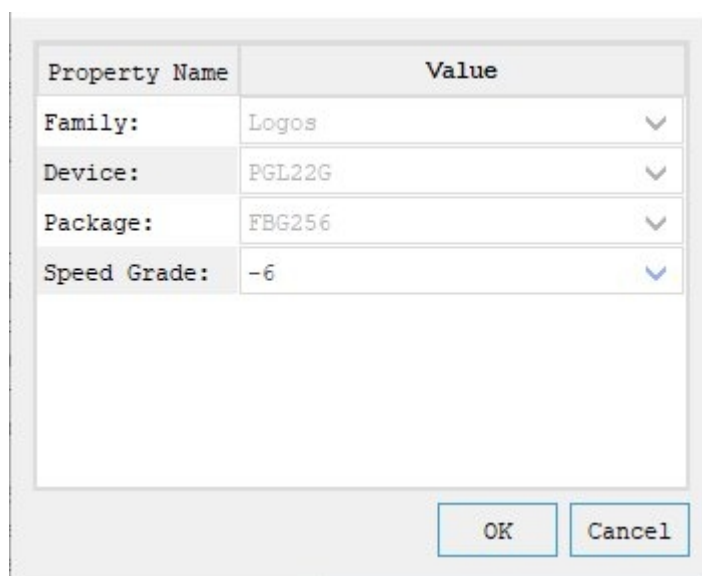 Property Name Value
Family: Logos
Device: PGL22G
Package: FBG256
Speed Grade: -6
OK Cancel